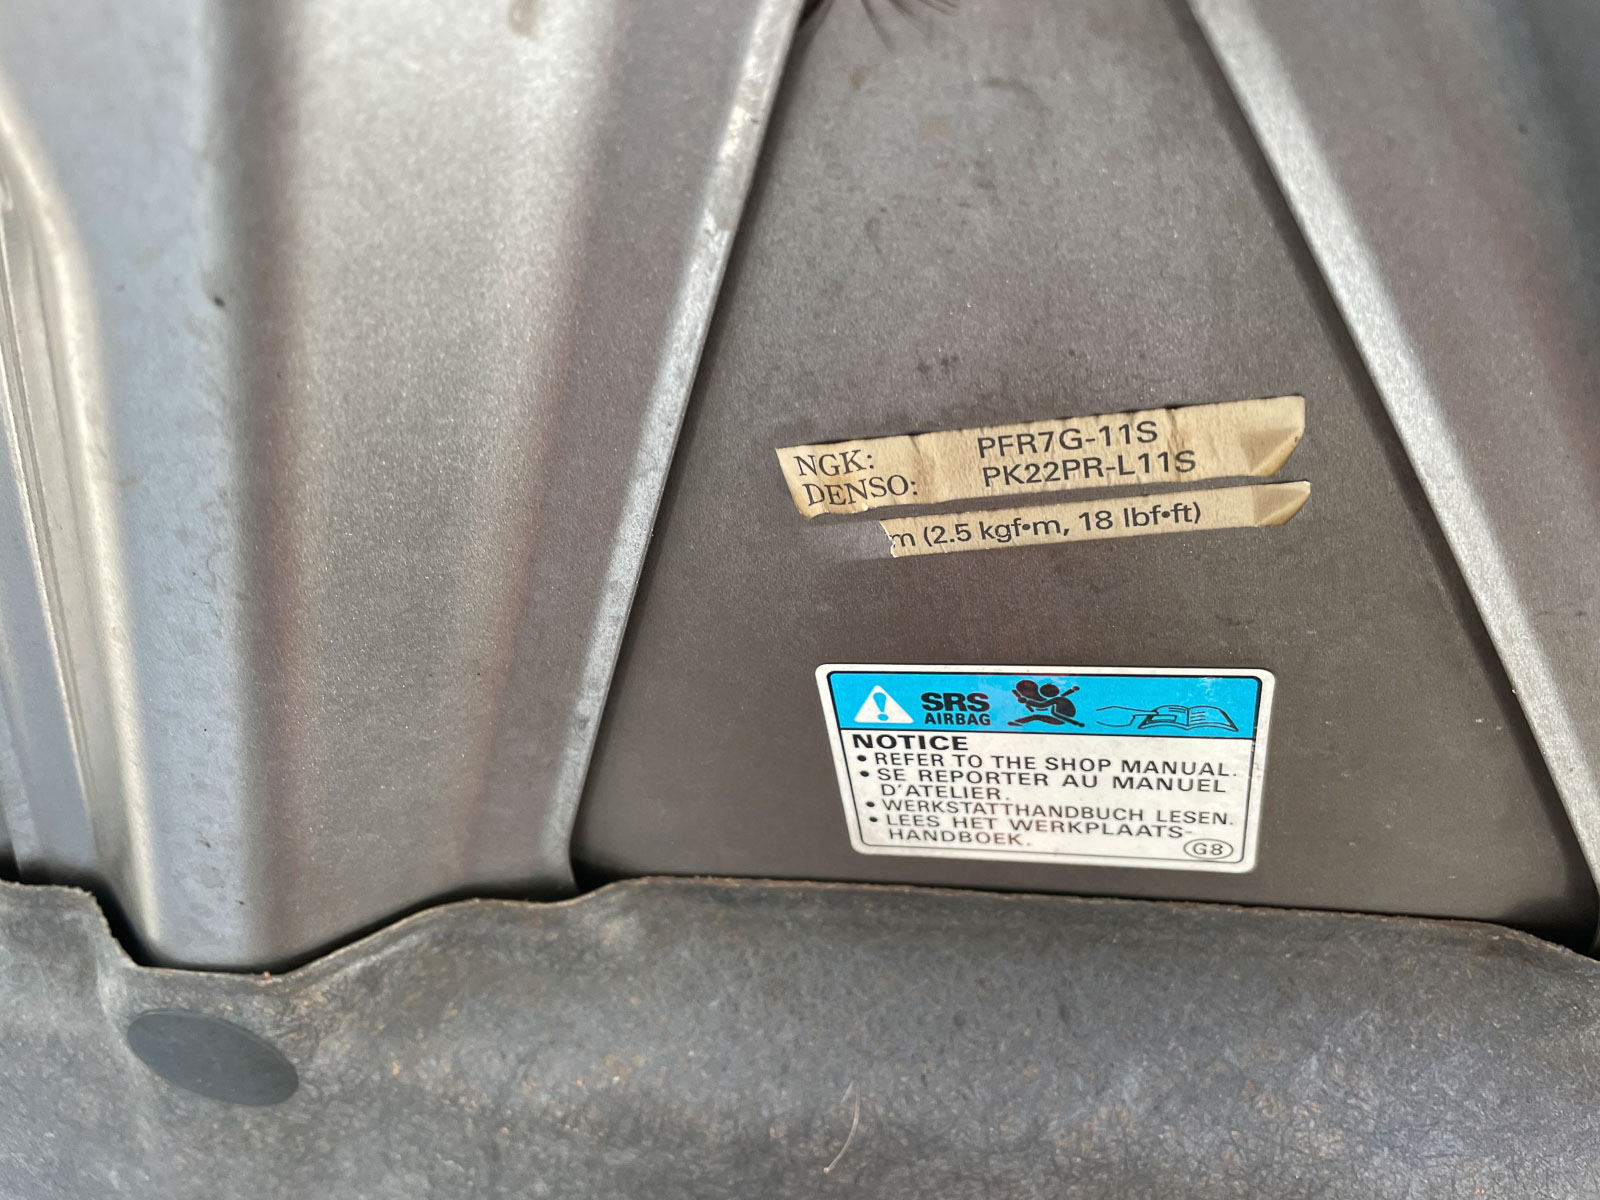 NGK: PFR7G-11S
DENSO: PK22PR-L11S
m (2.5 kgf•m, 18 lbf•ft)
SRS
AIRBAG
NOTICE
• REFER TO THE SHOP MANUAL.
• SE REPORTER AU MANUEL
D'ATELIER.
• WERKSTATTHANDBUCH LESEN.
• LEES HET WERKPLAATS-
HANDBOEK.
G8